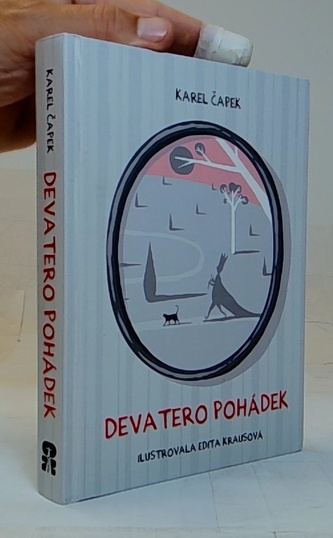 KAREL ČAPEK
DEVATERO POHÁDEK
ILUSTROVALA EDITA KRAUSOVÁ
KAREL ČAPEK
DEVATERO POHÁDEK